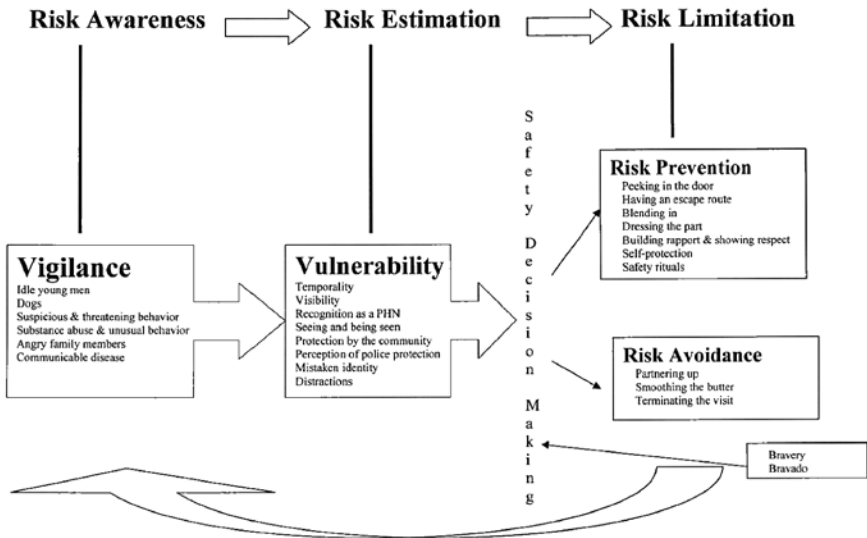 Risk Awareness
Risk Estimation
Risk Limitation
Vigilance
Idle young men
Dogs
Suspicious & threatening behavior
Substance abuse & unusual behavior
Angry family members
Communicable disease
Vulnerability
Temporality
Visibility
Recognition as a PHN
Seeing and being seen
Protection by the community
Perception of police protection
Mistaken identity
Distractions
Safety Decision Making
Risk Prevention
Peeking in the door
Having an escape route
Blending in
Dressing the part
Building rapport & showing respect
Self-protection
Safety rituals
Risk Avoidance
Partnering up
Smoothing the butter
Terminating the visit
Bravery
Bravado